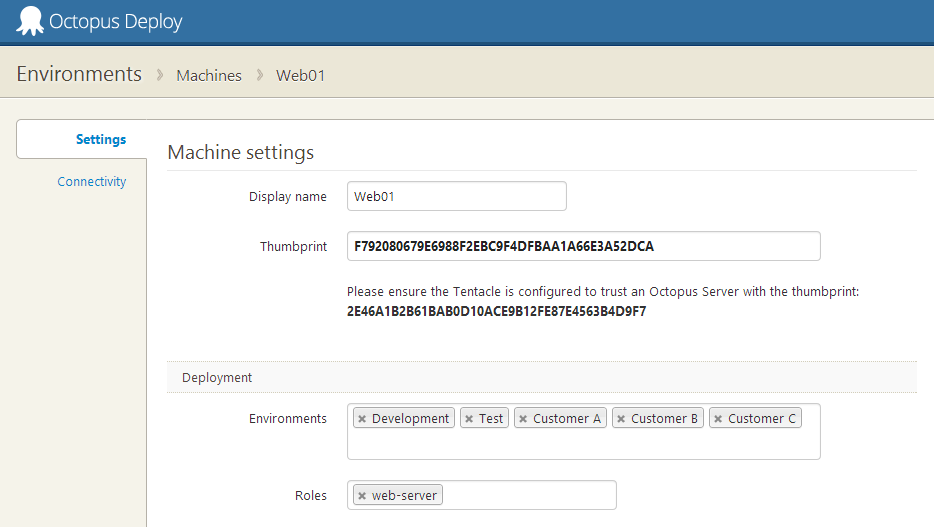 Octopus Deploy
Environments » Machines » Web01
Settings
Connectivity
Machine settings
Display name Web01
Thumbprint F792080679E6988F2EBC9F4DFBAA1A66E3A52DCA
Please ensure the Tentacle is configured to trust an Octopus Server with the thumbprint:
2E46A1B2B61BAB0D10ACE9B12FE87E4563B4D9F7
Deployment
Environments × Development × Test × Customer A × Customer B × Customer C
Roles × web-server